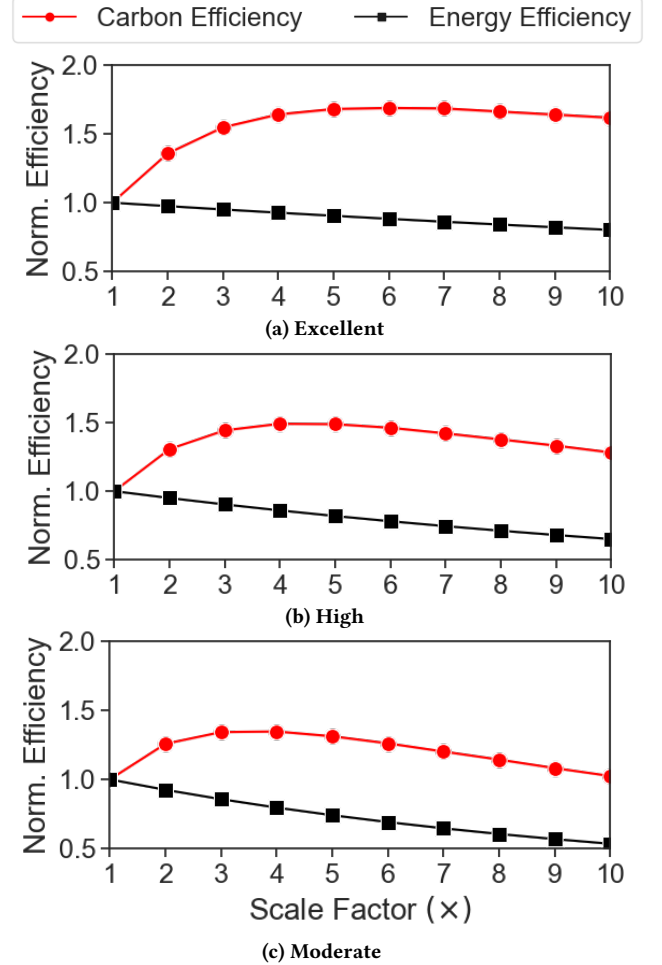 Carbon Efficiency Energy Efficiency
Norm. Efficiency
2.0
1.5
1.0
0.5
1 2 3 4 5 6 7 8 9 10
(a) Excellent
Norm. Efficiency
2.0
1.5
1.0
0.5
1 2 3 4 5 6 7 8 9 10
(b) High
Norm. Efficiency
2.0
1.5
1.0
0.5
1 2 3 4 5 6 7 8 9 10
Scale Factor (×)
(c) Moderate